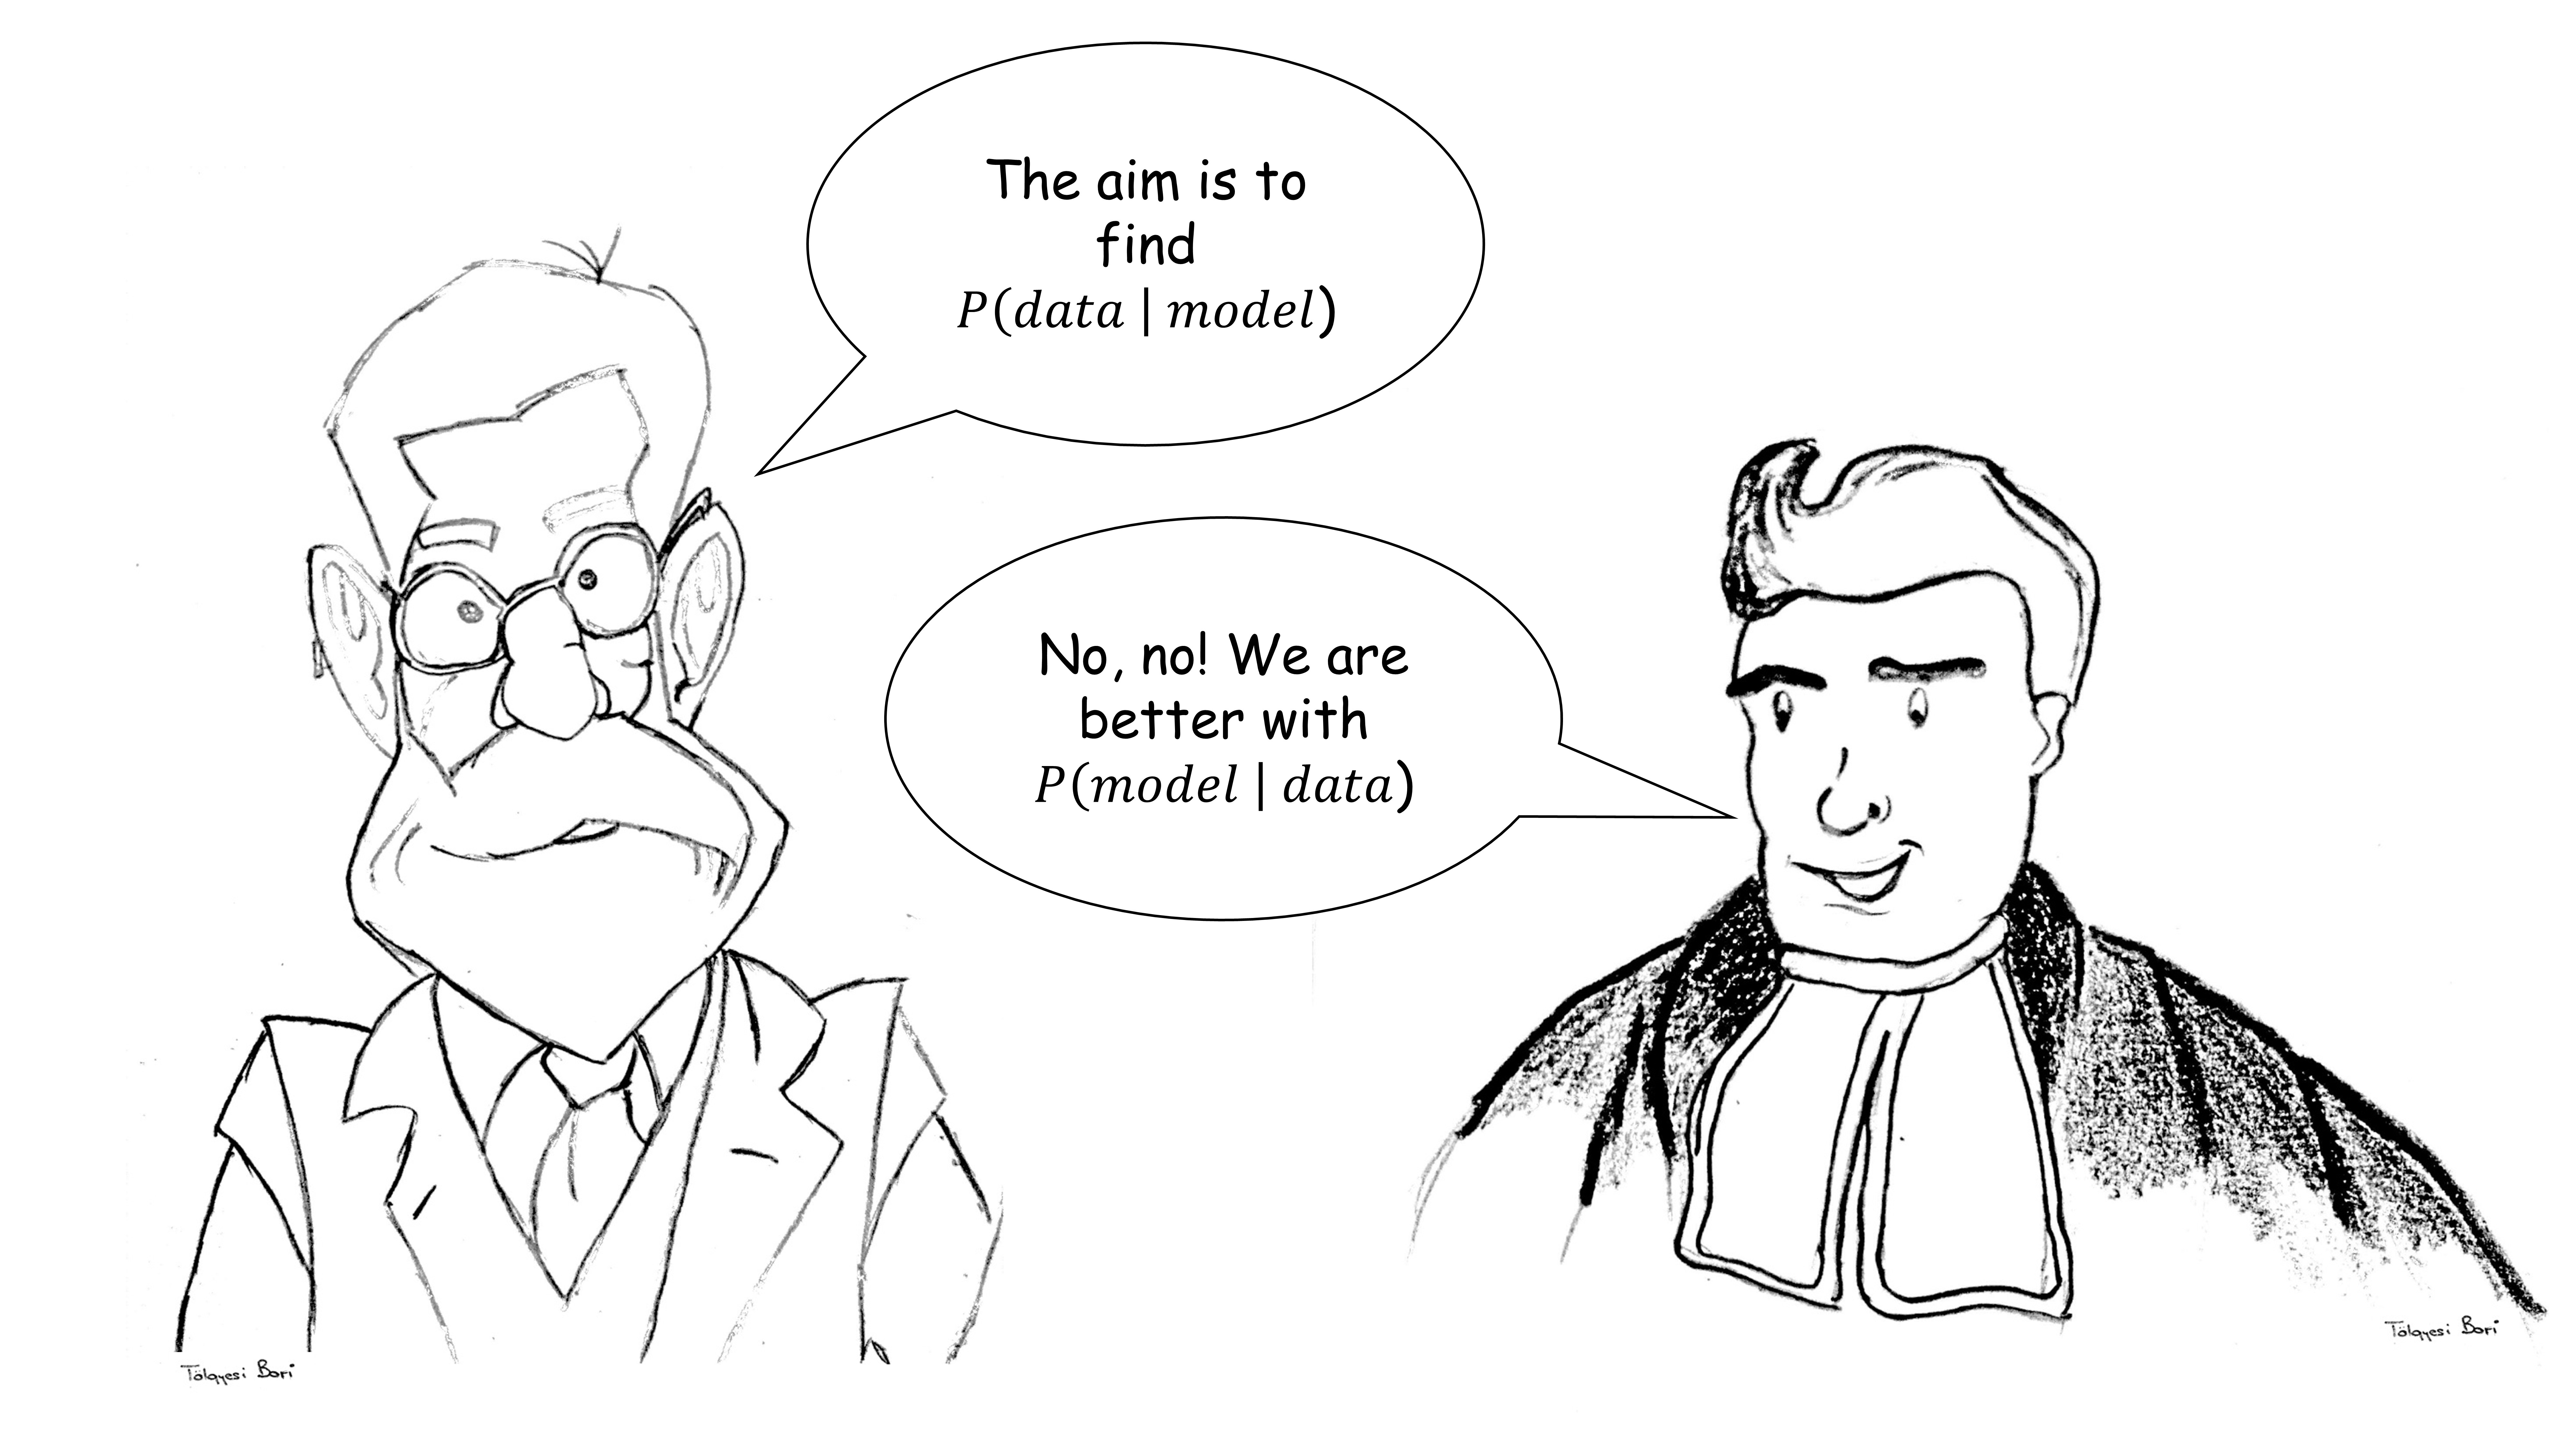 The aim is to
find
P(data | model)
No, no! We are
better with
P(model | data)
Tölgyesi Bori
Tölgyesi Bori